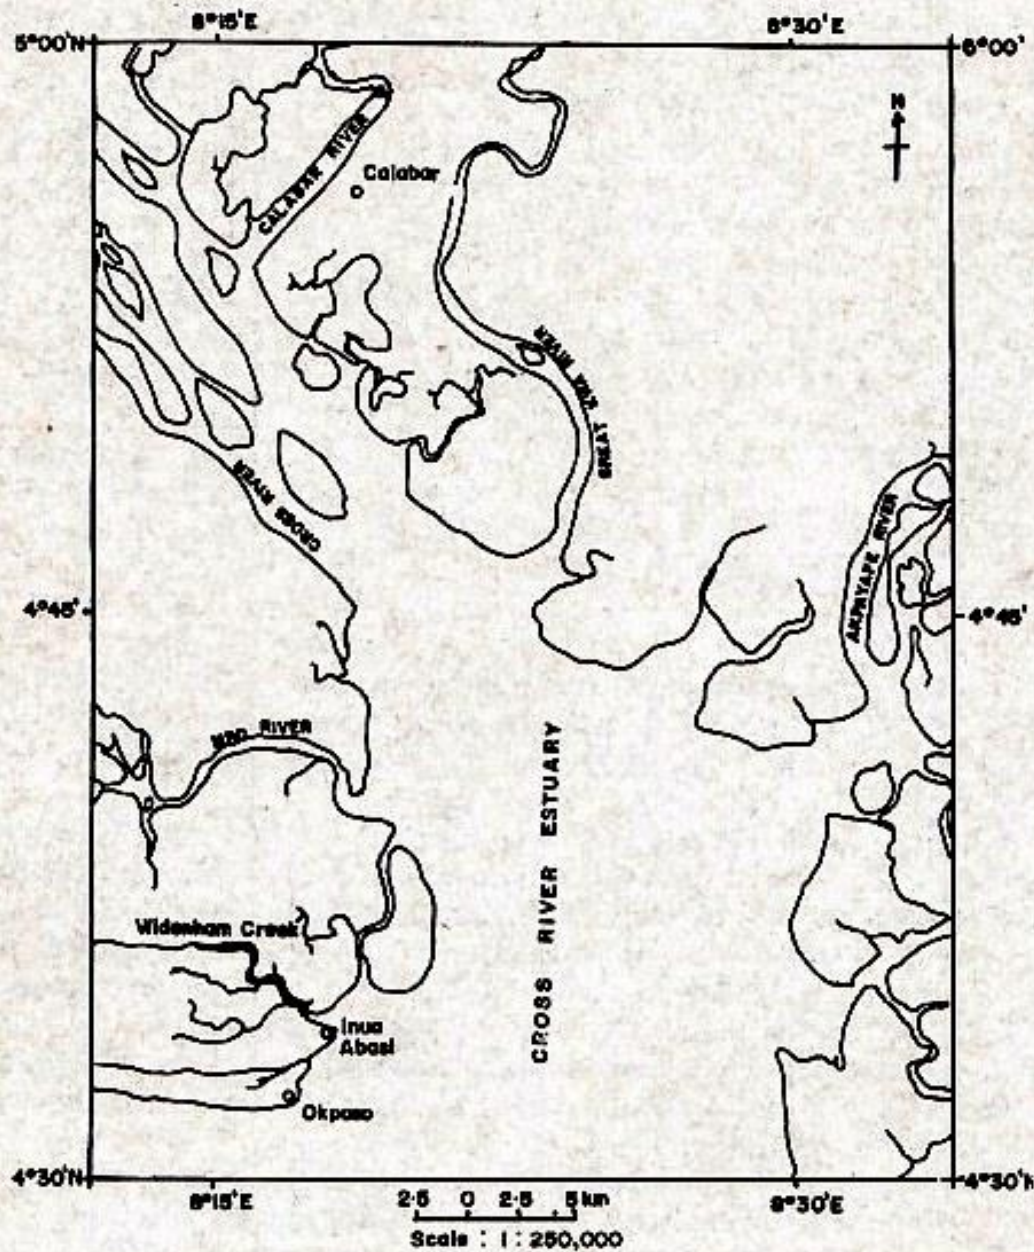 8°15'E
8°30'E
5°00'N
5°00'
N
CALABAR RIVER
Calabar
GREAT KWA RIVER
CROSS RIVER
AKPAYAFE RIVER
4°45'
4°45'
MBO RIVER
CROSS RIVER ESTUARY
Widenham Creek
Inua
Abasi
Okposo
4°30'N
4°30'N
8°15'E
8°30'E
2·5 0 2·5 5km
Scale : 1 : 250,000